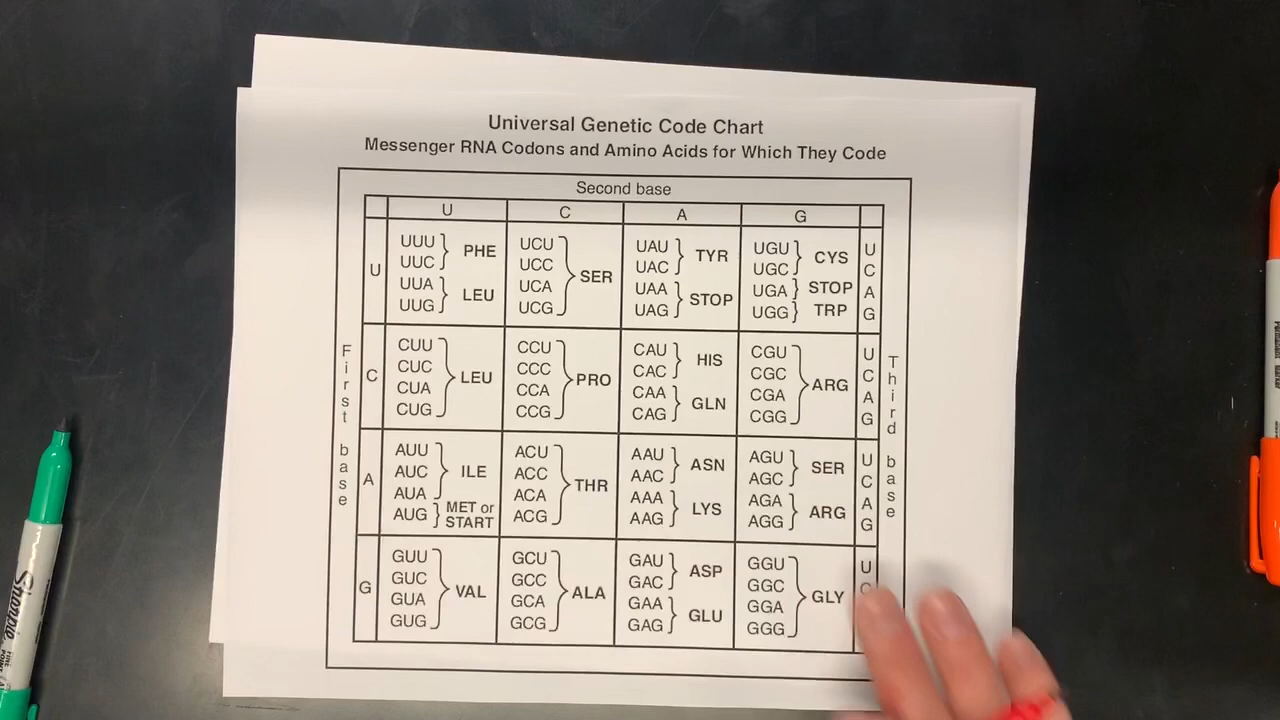 Universal Genetic Code Chart
Messenger RNA Codons and Amino Acids for Which They Code
Second base
U C A G
First base
Third base
U
UUU UUC PHE
UUA UUG LEU
UCU UCC UCA UCG SER
UAU UAC TYR
UAA UAG STOP
UGU UGC CYS
UGA STOP
UGG TRP
U C A G
C
CUU CUC CUA CUG LEU
CCU CCC CCA CCG PRO
CAU CAC HIS
CAA CAG GLN
CGU CGC CGA CGG ARG
U C A G
A
AUU AUC AUA ILE
AUG MET or START
ACU ACC ACA ACG THR
AAU AAC ASN
AAA AAG LYS
AGU AGC SER
AGA AGG ARG
U C A G
G
GUU GUC GUA GUG VAL
GCU GCC GCA GCG ALA
GAU GAC ASP
GAA GAG GLU
GGU GGC GGA GGG GLY
U
Sharpie